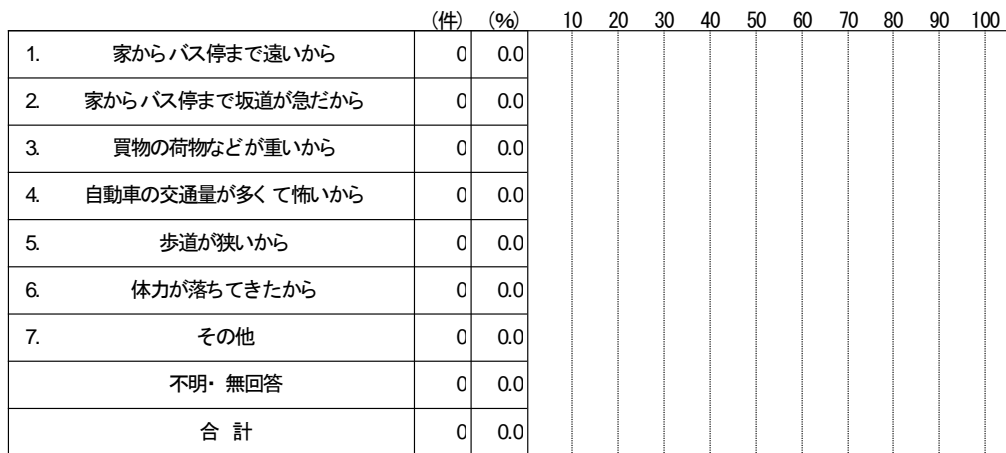 (件) (%) 10 20 30 40 50 60 70 80 90 100
1. 家からバス停まで遠いから 0 0.0
2. 家からバス停まで坂道が急だから 0 0.0
3. 買物の荷物などが重いから 0 0.0
4. 自動車の交通量が多くて怖いから 0 0.0
5. 歩道が狭いから 0 0.0
6. 体力が落ちてきたから 0 0.0
7. その他 0 0.0
不明・無回答 0 0.0
合 計 0 0.0